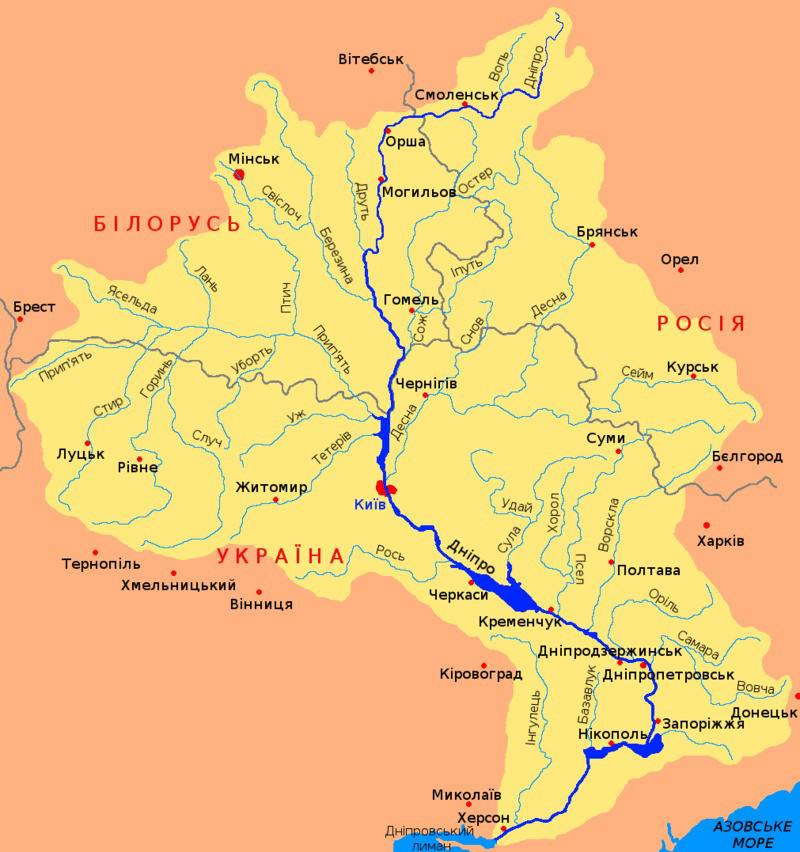 Вопь
Дніпро
Вітебськ
Смоленськ
Орша
Мінськ
Могильов
Остер
Свіслоч
Друть
БІЛОРУСЬ
Березина
Брянськ
Орел
Іпуть
Лань
Птич
Ясельда
Гомель
Десна
Брест
Сож
Снов
РОСІЯ
Прип'ять
Уборть
Прип'ять
Горинь
Сейм
Курськ
Чернігів
Стир
Уж
Десна
Случ
Тетерів
Суми
Луцьк
Рівне
Бєлгород
Житомир
Київ
Удай
Хорол
Ворскла
Сула
Харків
Дніпро
УКРАЇНА
Рось
Псел
Тернопіль
Полтава
Хмельницький
Вінниця
Черкаси
Оріль
Кременчук
Самара
Дніпродзержинськ
Кіровоград
Дніпропетровськ
Вовча
Базавлук
Донецьк
Інгулець
Запоріжжя
Нікополь
Миколаїв
Херсон
Дніпровський
лиман
АЗОВСЬКЕ
МОРЕ